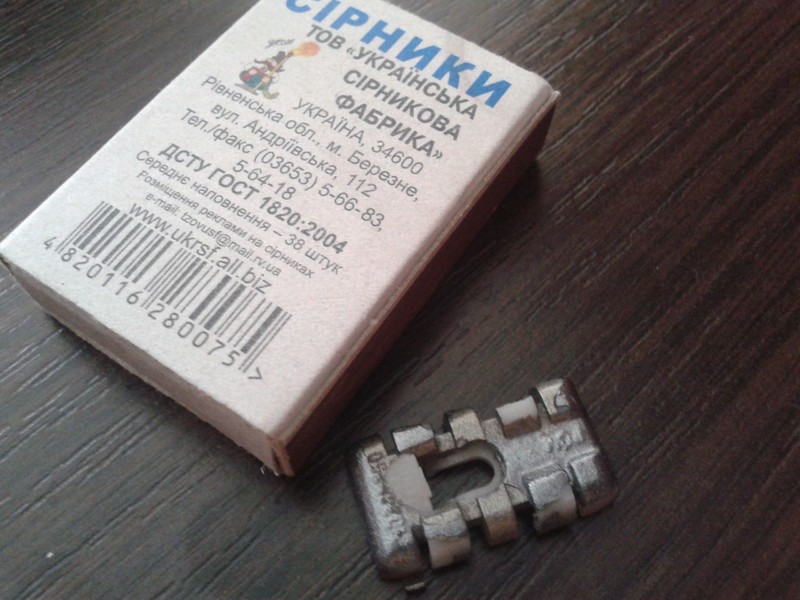 СІРНИКИ
ТОВ «УКРАЇНСЬКА
СІРНИКОВА
ФАБРИКА»
УКРАЇНА, 34600
Рівненська обл., м. Березне,
вул. Андріївська, 112
Тел./факс (03653) 5-66-83,
5-64-18
ДСТУ ГОСТ 1820:2004
Середнє наповнення – 38 штук
Розміщення реклами на сірниках
e-mail: tzovusf@mail.rv.ua
www.ukrsf.all.biz
4 820116 280075 >